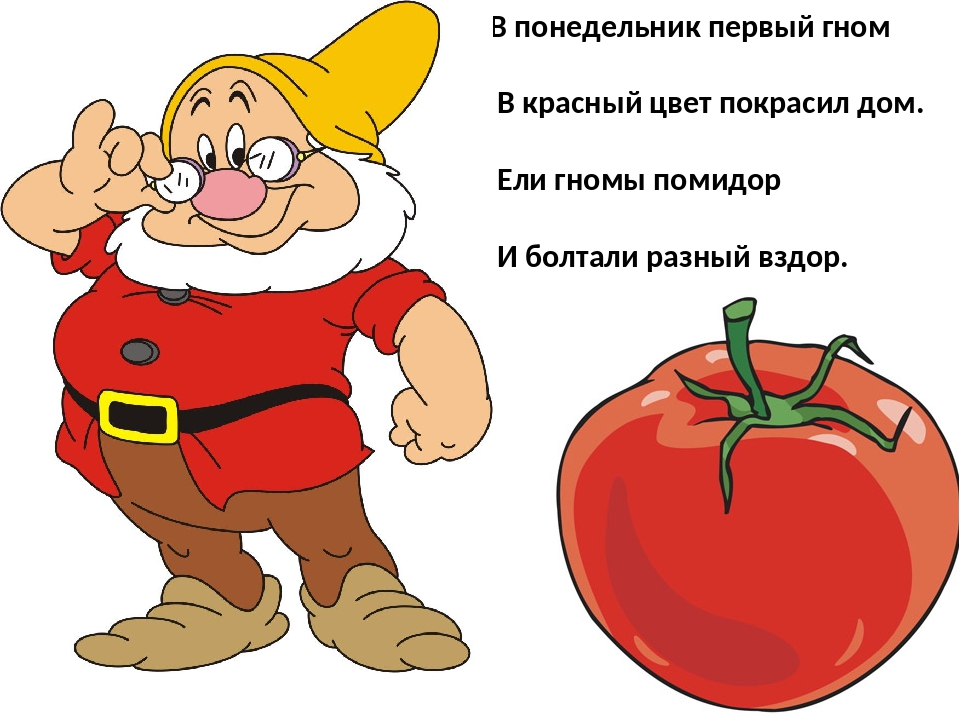 В понедельник первый гном
В красный цвет покрасил дом.
Ели гномы помидор
И болтали разный вздор.